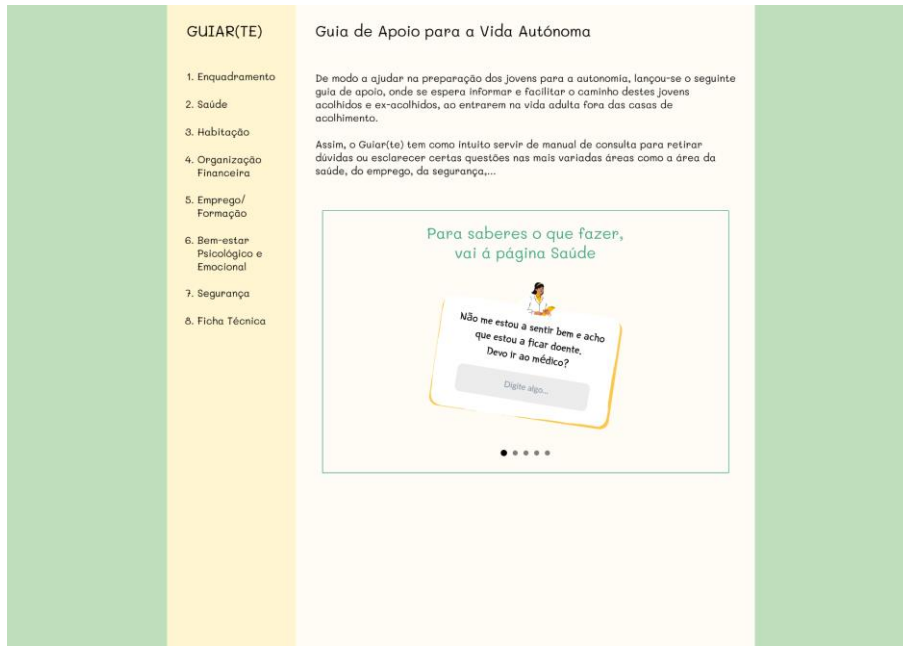 GUIAR(TE)
1. Enquadramento
2. Saúde
3. Habitação
4. Organização
Financeira
5. Emprego/
Formação
6. Bem-estar
Psicológico e
Emocional
7. Segurança
8. Ficha Técnica
Guia de Apoio para a Vida Autónoma
De modo a ajudar na preparação dos jovens para a autonomia, lançou-se o seguinte
guia de apoio, onde se espera informar e facilitar o caminho destes jovens
acolhidos e ex-acolhidos, ao entrarem na vida adulta fora das casas de
acolhimento.
Assim, o Guiar(te) tem como intuito servir de manual de consulta para retirar
dúvidas ou esclarecer certas questões nas mais variadas áreas como a área da
saúde, do emprego, da segurança,...
Para saberes o que fazer,
vai á página Saúde
Não me estou a sentir bem e acho
que estou a ficar doente.
Devo ir ao médico?
Digite algo...